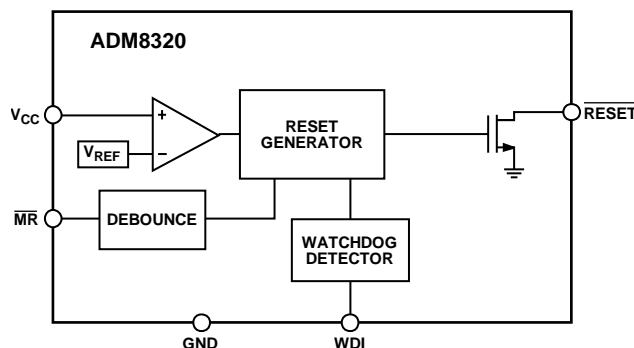 ADM8320
VCC
+
VREF
−
RESET
GENERATOR
RESET
MR
DEBOUNCE
WATCHDOG
DETECTOR
GND
WDI